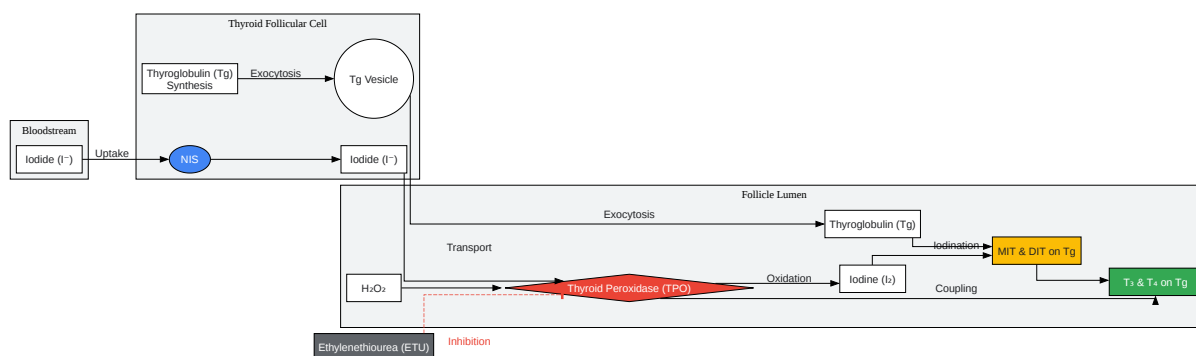 Thyroid Follicular Cell
Thyroglobulin (Tg)
Synthesis
Exocytosis
Tg Vesicle
Bloodstream
Iodide (I⁻)
Uptake
NIS
Iodide (I⁻)
Follicle Lumen
Exocytosis
Thyroglobulin (Tg)
Transport
Iodination
MIT & DIT on Tg
H₂O₂
Thyroid Peroxidase (TPO)
Oxidation
Iodine (I₂)
Coupling
T₃ & T₄ on Tg
Ethylenethiourea (ETU)
Inhibition